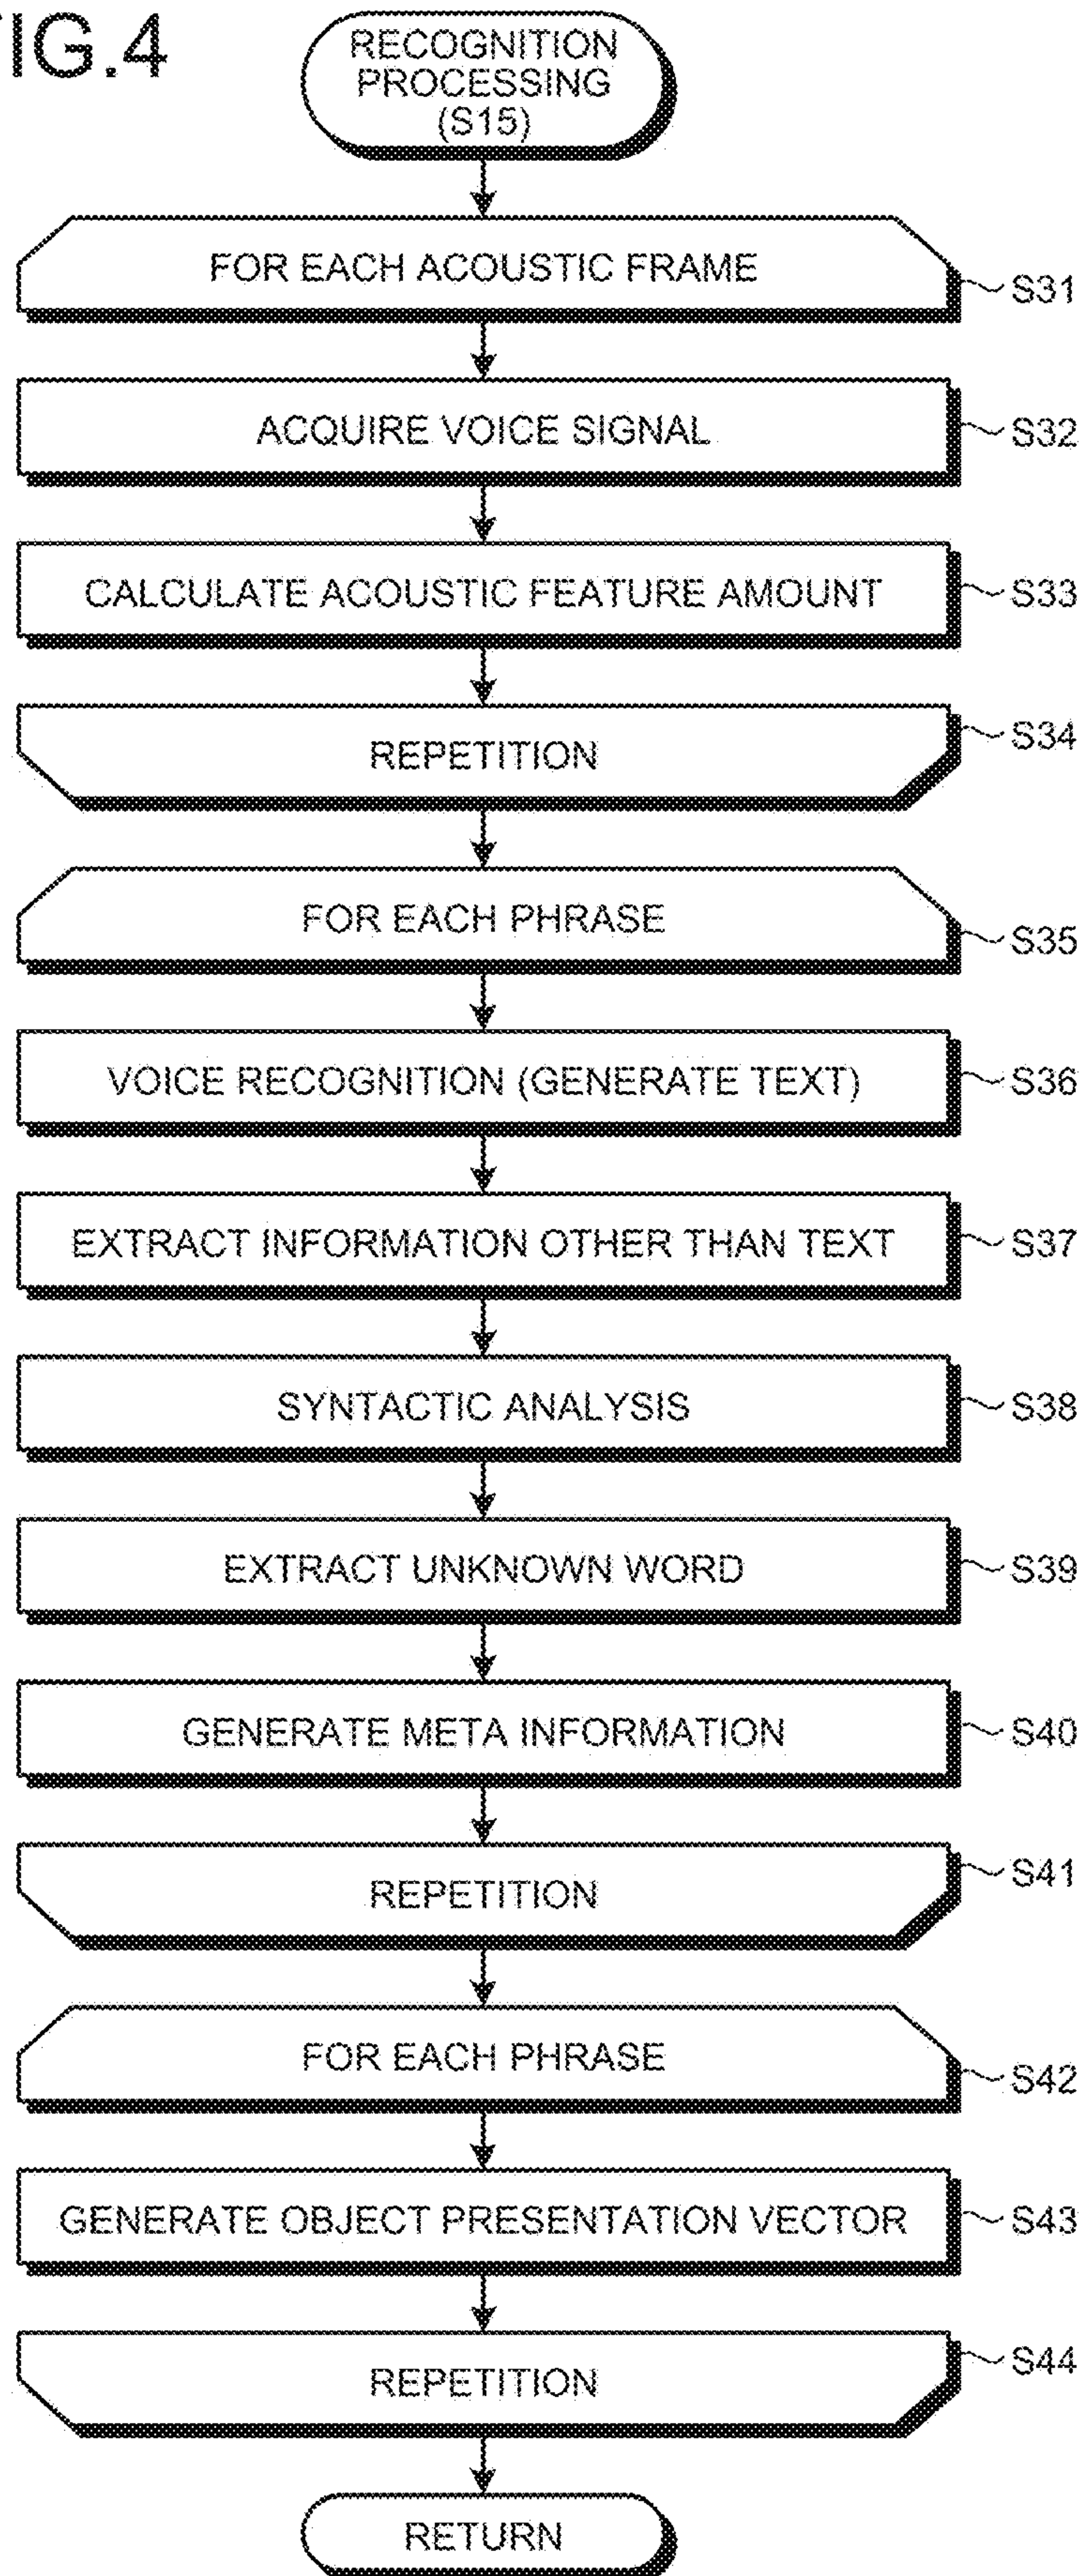 FIG.4
RECOGNITION
PROCESSING
(S15)
FOR EACH ACOUSTIC FRAME
S31
ACQUIRE VOICE SIGNAL
S32
CALCULATE ACOUSTIC FEATURE AMOUNT
S33
REPETITION
S34
FOR EACH PHRASE
S35
VOICE RECOGNITION (GENERATE TEXT)
S36
EXTRACT INFORMATION OTHER THAN TEXT
S37
SYNTACTIC ANALYSIS
S38
EXTRACT UNKNOWN WORD
S39
GENERATE META INFORMATION
S40
REPETITION
S41
FOR EACH PHRASE
S42
GENERATE OBJECT PRESENTATION VECTOR
S43
REPETITION
S44
RETURN